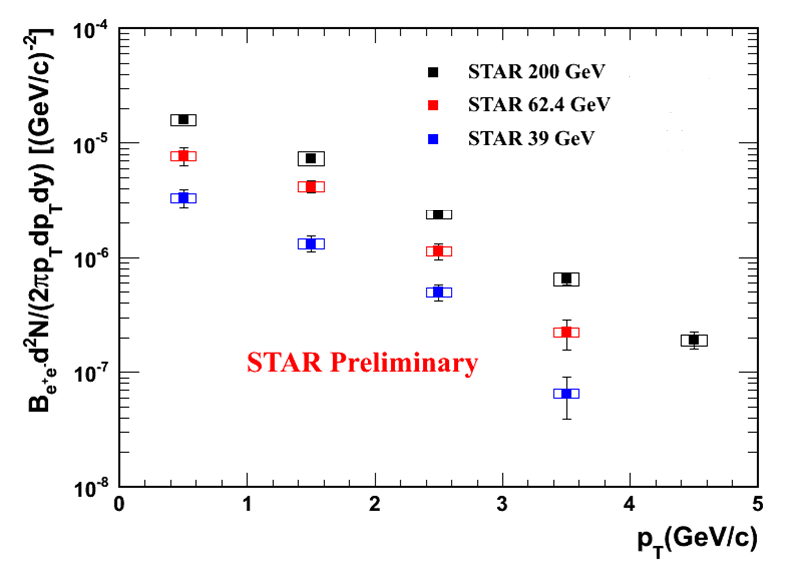 B_{e⁺e⁻}.d²N/(2πp_Tdp_Tdy) [(GeV/c)⁻²]
10⁻⁴
10⁻⁵
10⁻⁶
10⁻⁷
10⁻⁸
STAR 200 GeV
STAR 62.4 GeV
STAR 39 GeV
STAR Preliminary
0 1 2 3 4 5
p_T(GeV/c)